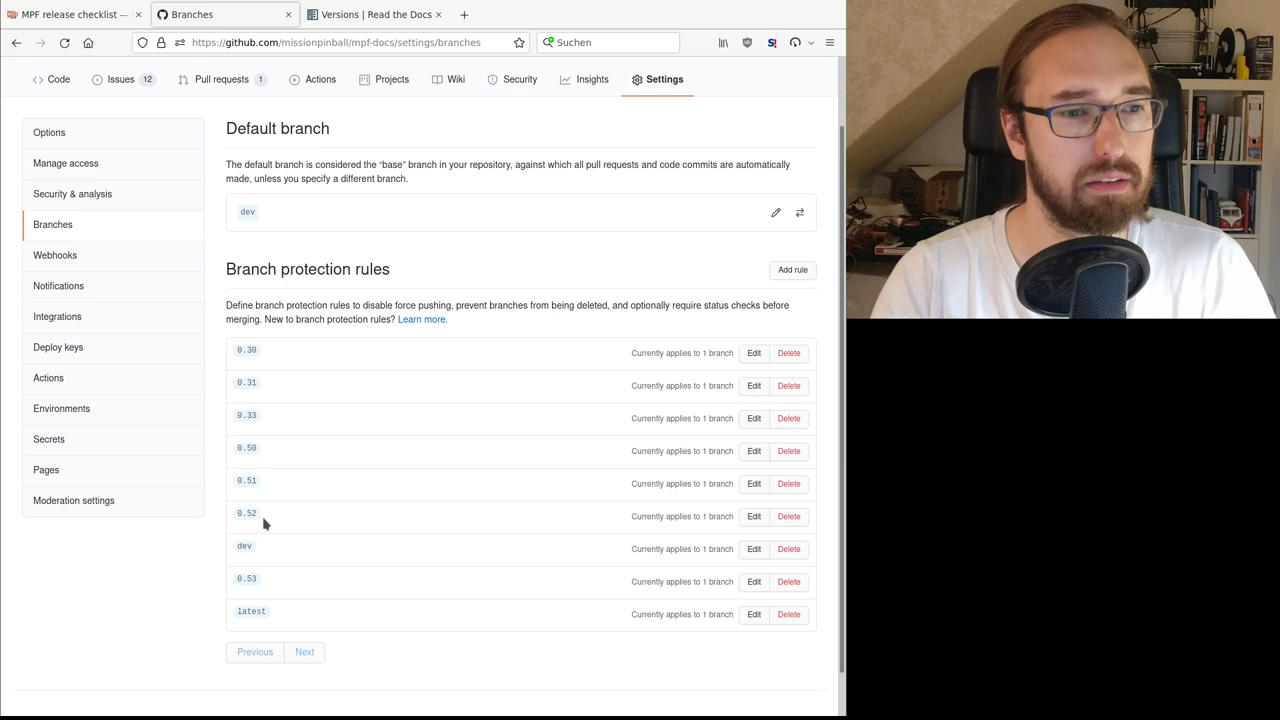 MPF release checklist —
Branches
Versions | Read the Docs
https://github.com/missionpinball/mpf-docs/settings/branches
Suchen
Code
Issues 12
Pull requests 1
Actions
Projects
Wiki
Security
Insights
Settings
Options
Manage access
Security & analysis
Branches
Webhooks
Notifications
Integrations
Deploy keys
Actions
Environments
Secrets
Pages
Moderation settings
Default branch
The default branch is considered the “base” branch in your repository, against which all pull requests and code commits are automatically
made, unless you specify a different branch.
dev
Branch protection rules
Add rule
Define branch protection rules to disable force pushing, prevent branches from being deleted, and optionally require status checks before
merging. New to branch protection rules? Learn more.
0.30 Currently applies to 1 branch Edit Delete
0.31 Currently applies to 1 branch Edit Delete
0.33 Currently applies to 1 branch Edit Delete
0.50 Currently applies to 1 branch Edit Delete
0.51 Currently applies to 1 branch Edit Delete
0.52 Currently applies to 1 branch Edit Delete
dev Currently applies to 1 branch Edit Delete
0.53 Currently applies to 1 branch Edit Delete
latest Currently applies to 1 branch Edit Delete
Previous Next